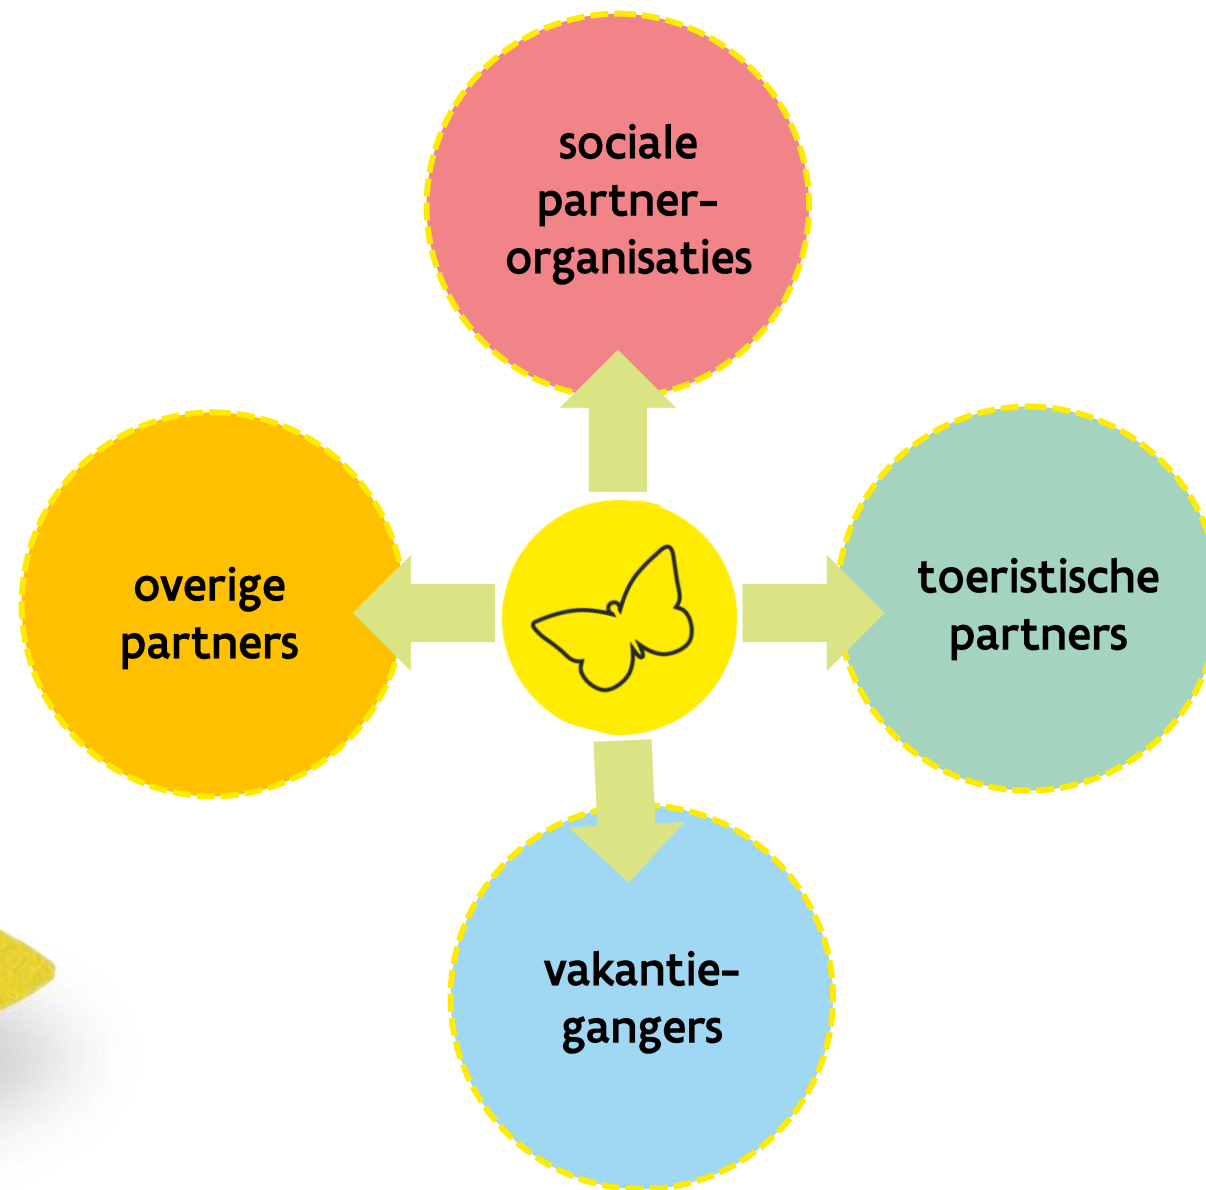 sociale
partner-
organisaties
overige
partners
toeristische
partners
vakantie-
gangers